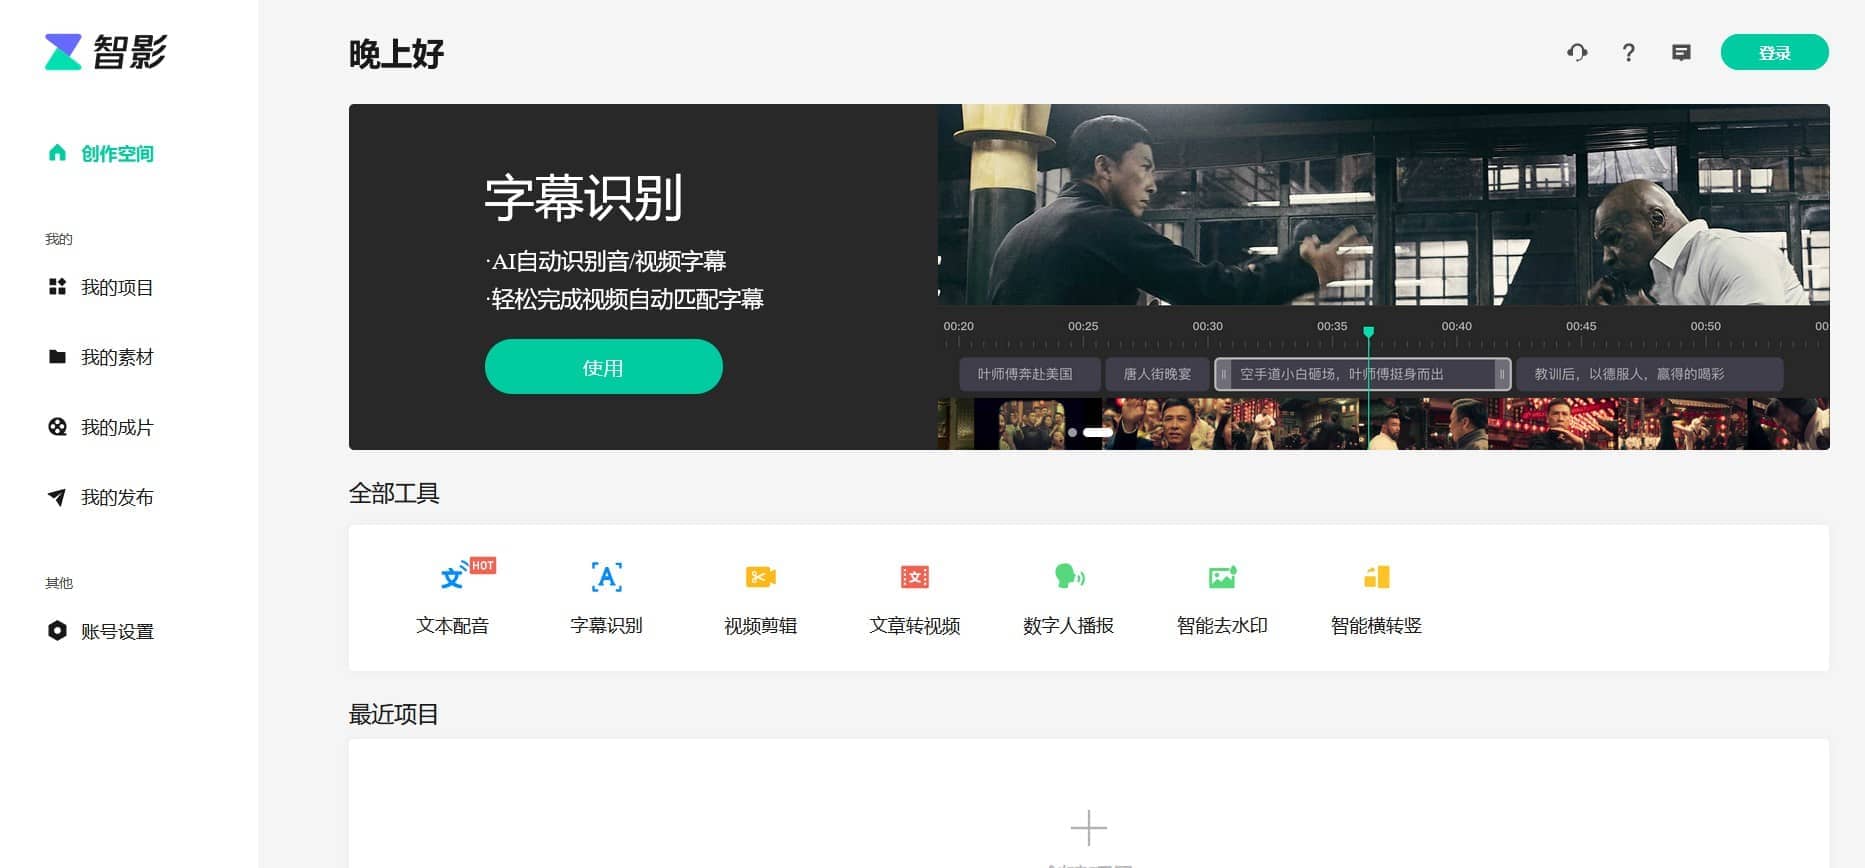 智影
晚上好
登录
创作空间
我的
我的项目
我的素材
我的成片
我的发布
其他
账号设置
字幕识别
·AI自动识别音/视频字幕
·轻松完成视频自动匹配字幕
使用
00:20 00:25 00:30 00:35 00:40 00:45 00:50 00
叶师傅奔赴美国 唐人街晚宴 空手道小白砸场，叶师傅挺身而出 教训后，以德服人，赢得的喝彩
全部工具
HOT
文本配音 字幕识别 视频剪辑 文章转视频 数字人播报 智能去水印 智能横转竖
最近项目